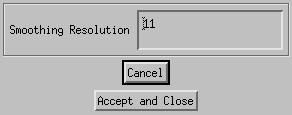 Smoothing Resolution 11
Cancel
Accept and Close